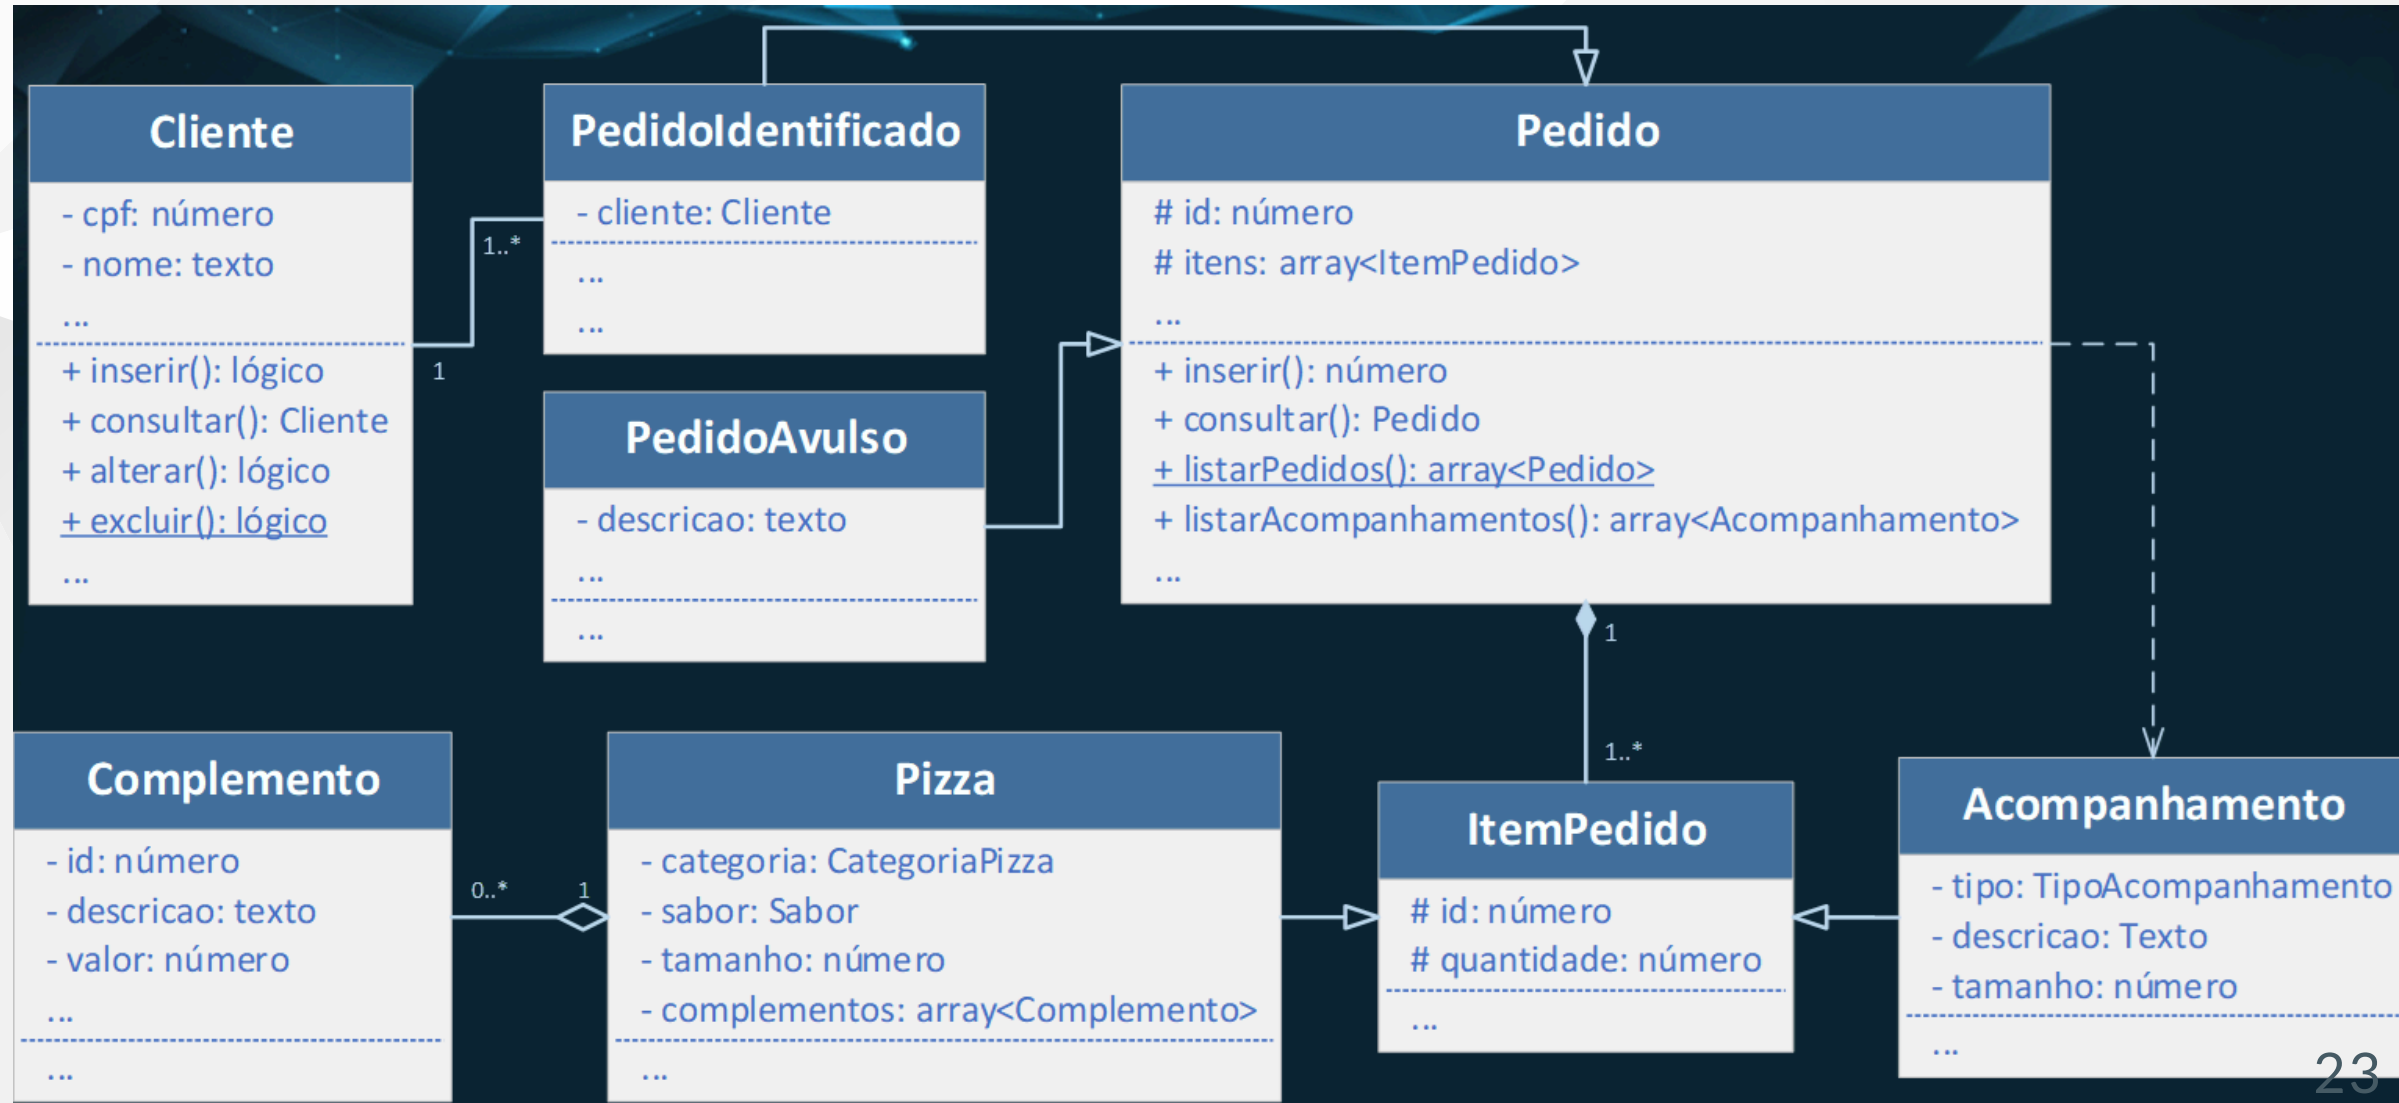 Cliente
- cpf: número
- nome: texto
...
+ inserir(): lógico
+ consultar(): Cliente
+ alterar(): lógico
+ excluir(): lógico
...
1
1..*
PedidoIdentificado
- cliente: Cliente
...
...
PedidoAvulso
- descricao: texto
...
...
Pedido
# id: número
# itens: array<ItemPedido>
...
+ inserir(): número
+ consultar(): Pedido
+ listarPedidos(): array<Pedido>
+ listarAcompanhamentos(): array<Acompanhamento>
...
1
1..*
Complemento
- id: número
- descricao: texto
- valor: número
...
...
0..*
1
Pizza
- categoria: CategoriaPizza
- sabor: Sabor
- tamanho: número
- complementos: array<Complemento>
...
ItemPedido
# id: número
# quantidade: número
...
Acompanhamento
- tipo: TipoAcompanhamento
- descricao: Texto
- tamanho: número
...
23